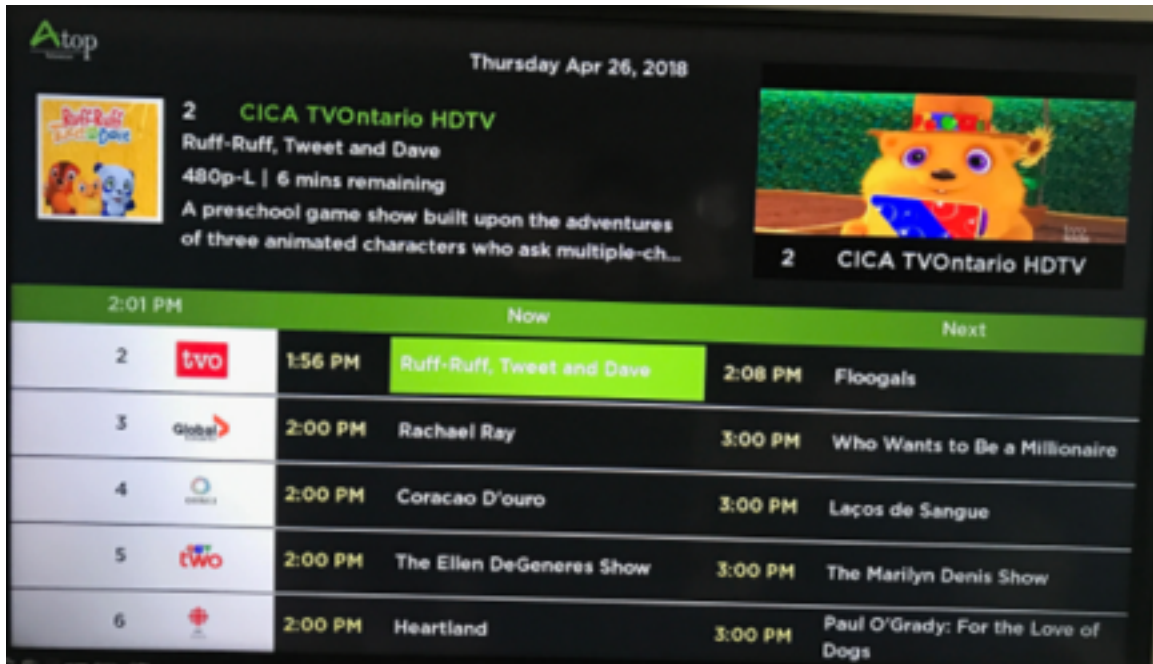 Atop
Thursday Apr 26, 2018
Ruff-Ruff
Tweet and Dave
2 CICA TVOntario HDTV
Ruff-Ruff, Tweet and Dave
480p-L | 6 mins remaining
A preschool game show built upon the adventures
of three animated characters who ask multiple-ch...
2 CICA TVOntario HDTV
2:01 PM Now Next
2 tvo 1:56 PM Ruff-Ruff, Tweet and Dave 2:08 PM Floogals
3 Global 2:00 PM Rachael Ray 3:00 PM Who Wants to Be a Millionaire
4 2:00 PM Coracao D'ouro 3:00 PM Laços de Sangue
5 two 2:00 PM The Ellen DeGeneres Show 3:00 PM The Marilyn Denis Show
6 2:00 PM Heartland 3:00 PM Paul O'Grady: For the Love of
Dogs